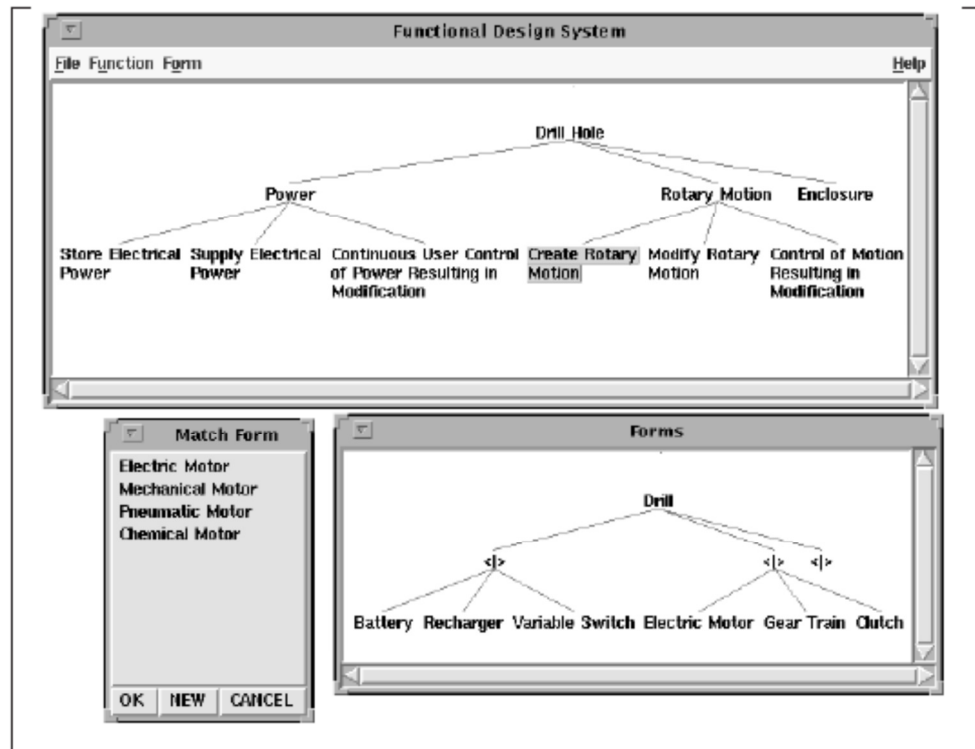 Functional Design System
File Function Form Help
Drill Hole
Power Rotary Motion Enclosure
Store Electrical Supply Electrical Continuous User Control Create Rotary Modify Rotary Control of Motion
Power Power of Power Resulting in Motion Motion Resulting in
Modification Modification
Match Form
Electric Motor
Mechanical Motor
Pneumatic Motor
Chemical Motor
OK NEW CANCEL
Forms
Drill
<|> <|> <|>
Battery Recharger Variable Switch Electric Motor Gear Train Clutch